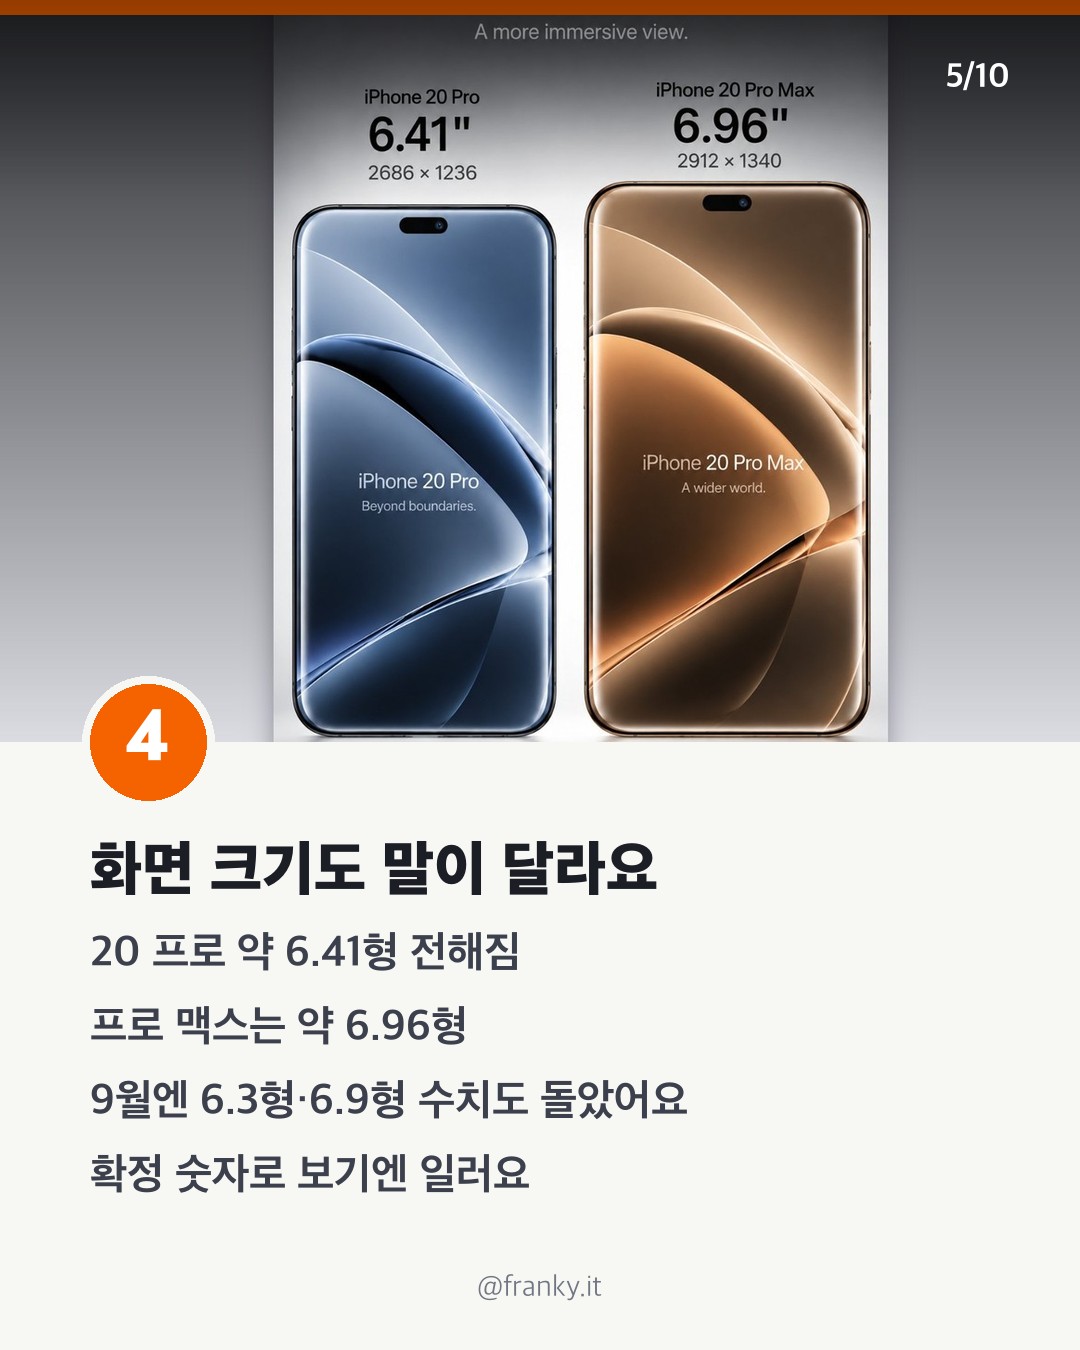 A more immersive view.
5/10
iPhone 20 Pro
6.41"
2686 × 1236
iPhone 20 Pro Max
6.96"
2912 × 1340
iPhone 20 Pro
Beyond boundaries.
iPhone 20 Pro Max
A wider world.
4
화면 크기도 말이 달라요
20 프로 약 6.41형 전해짐
프로 맥스는 약 6.96형
9월엔 6.3형·6.9형 수치도 돌았어요
확정 숫자로 보기엔 일러요
@franky.it